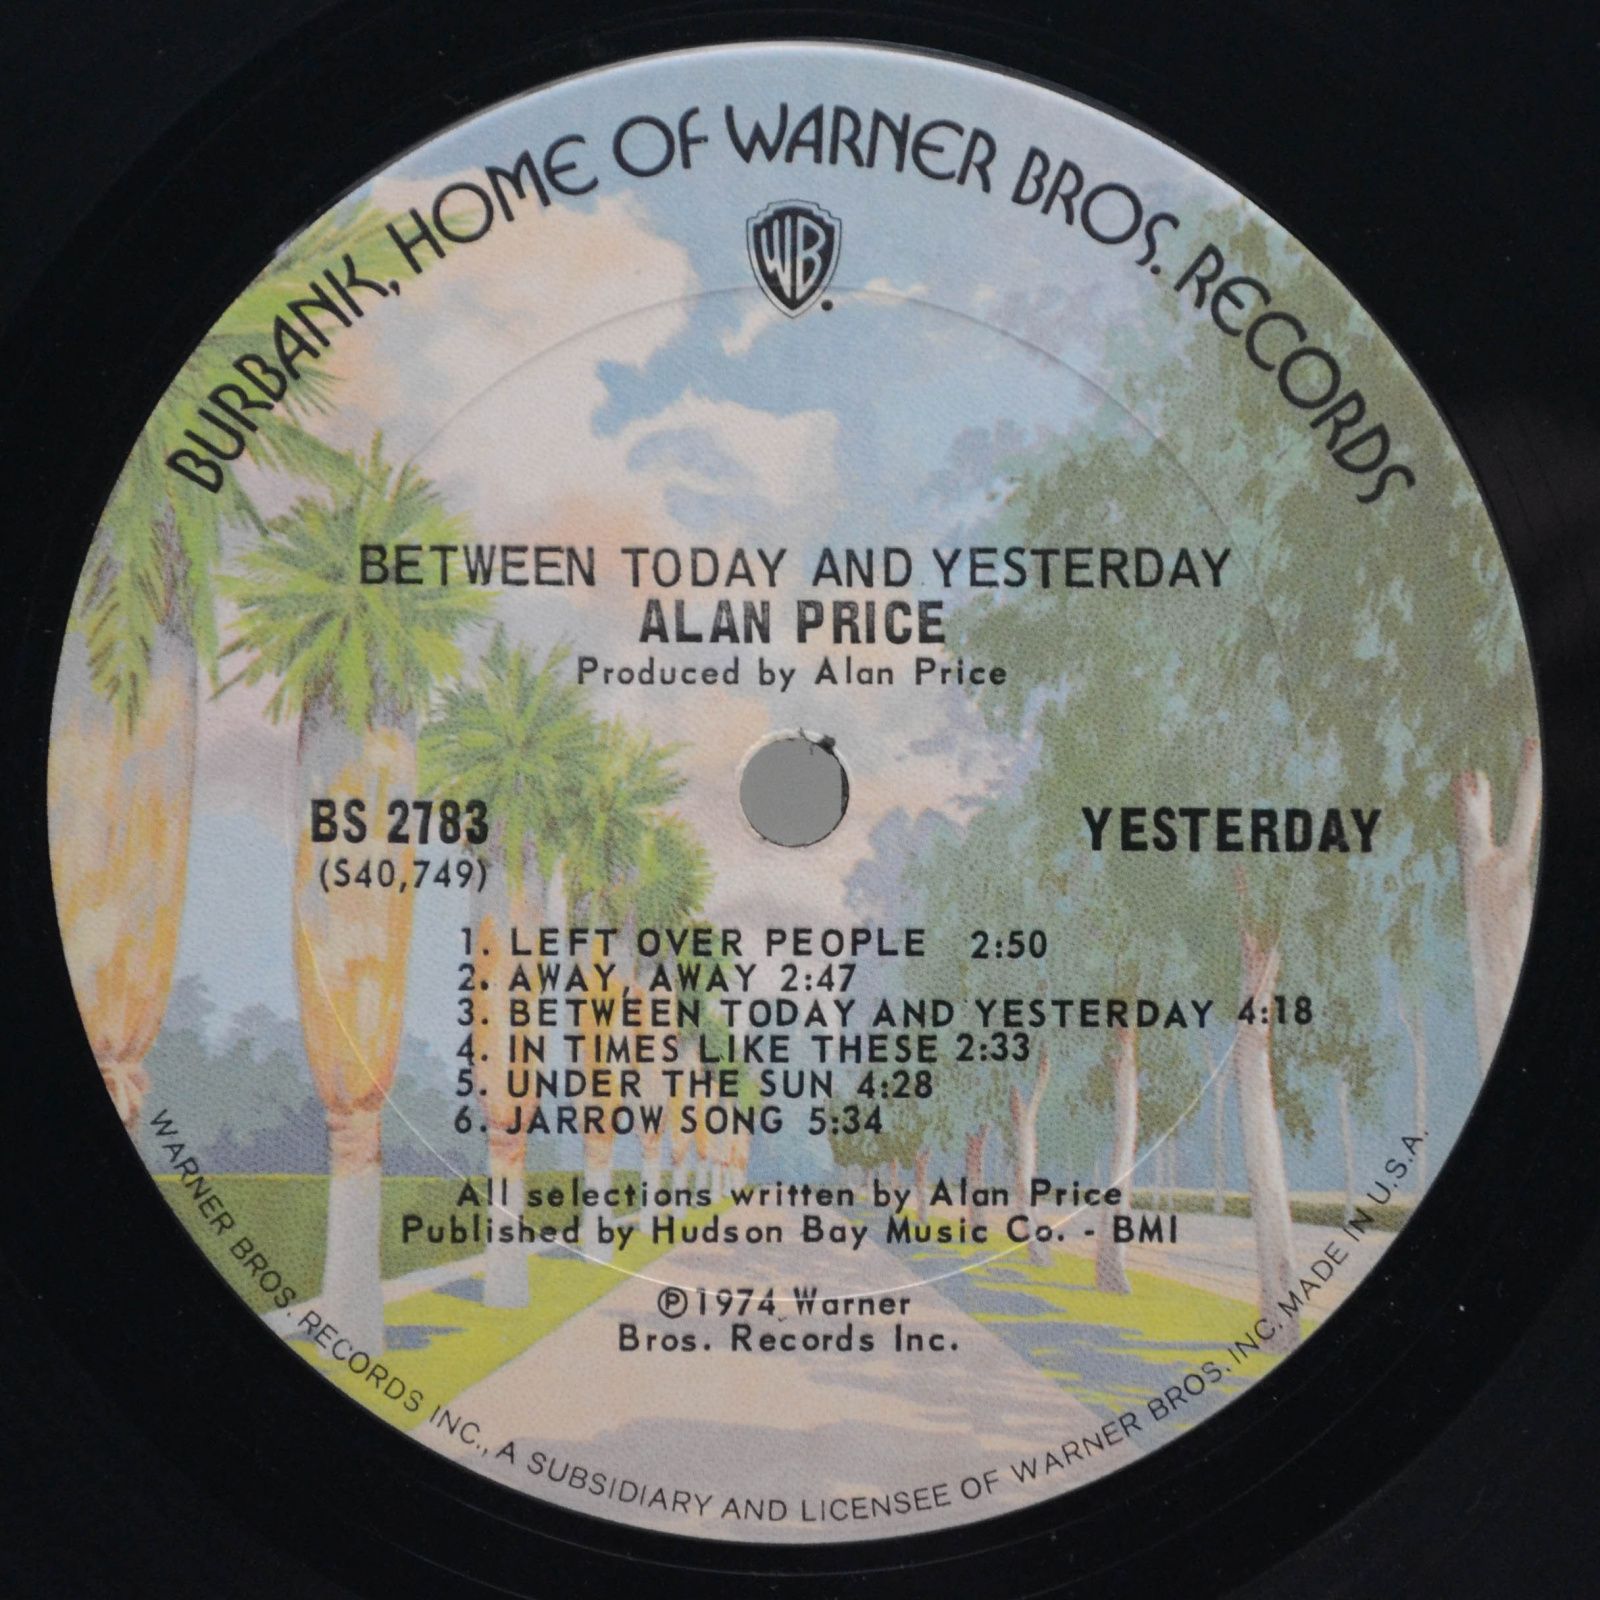 BURBANK, HOME OF WARNER BROS. RECORDS
WB
BETWEEN TODAY AND YESTERDAY
ALAN PRICE
Produced by Alan Price
BS 2783
(S40,749)
YESTERDAY
1. LEFT OVER PEOPLE 2:50
2. AWAY, AWAY 2:47
3. BETWEEN TODAY AND YESTERDAY 4:18
4. IN TIMES LIKE THESE 2:33
5. UNDER THE SUN 4:28
6. JARROW SONG 5:34
All selections written by Alan Price
Published by Hudson Bay Music Co. - BMI
℗1974 Warner
Bros. Records Inc.
WARNER BROS. RECORDS INC., A SUBSIDIARY AND LICENSEE OF WARNER BROS. INC. MADE IN U.S.A.